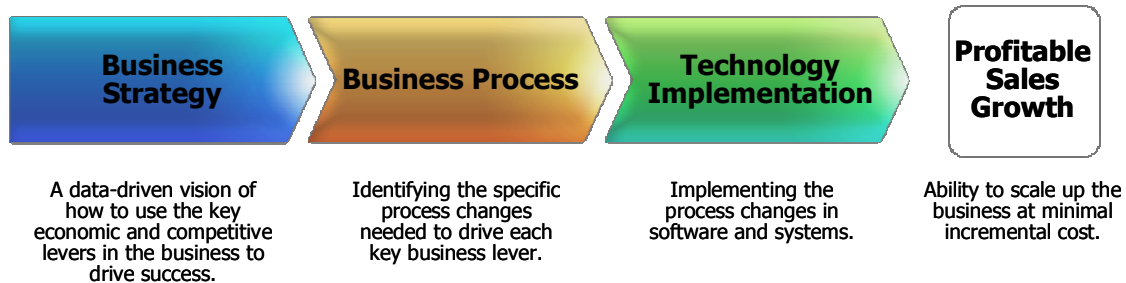 Business
Strategy
Business Process
Technology
Implementation
Profitable
Sales
Growth
A data-driven vision of
how to use the key
economic and competitive
levers in the business to
drive success.
Identifying the specific
process changes
needed to drive each
key business lever.
Implementing the
process changes in
software and systems.
Ability to scale up the
business at minimal
incremental cost.